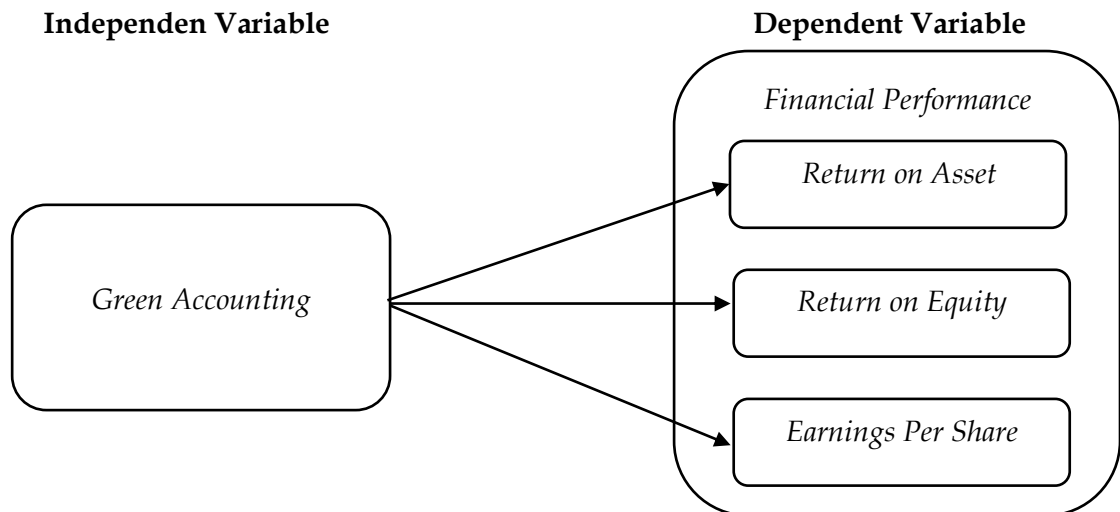 Independen Variable
Dependent Variable
Financial Performance
Return on Asset
Green Accounting
Return on Equity
Earnings Per Share